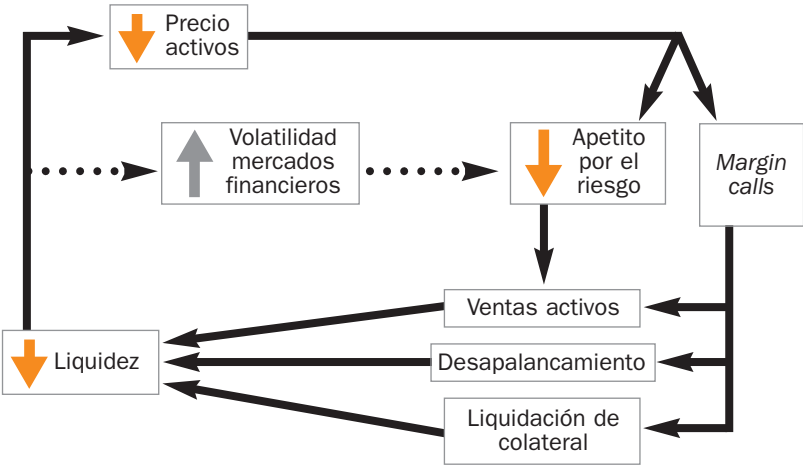 Precio
activos
Volatilidad
mercados
financieros
Apetito
por el
riesgo
Margin
calls
Ventas activos
Liquidez
Desapalancamiento
Liquidación de
colateral